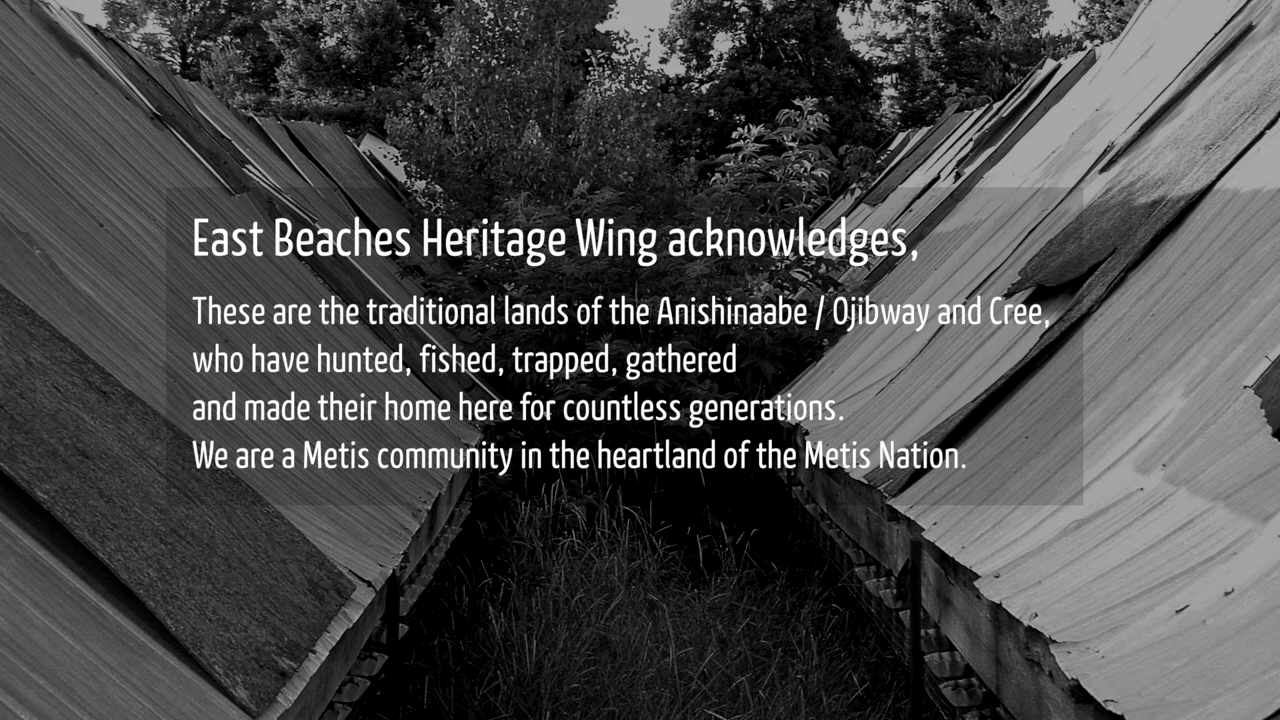 East Beaches Heritage Wing acknowledges,
These are the traditional lands of the Anishinaabe / Ojibway and Cree,
who have hunted, fished, trapped, gathered
and made their home here for countless generations.
We are a Metis community in the heartland of the Metis Nation.